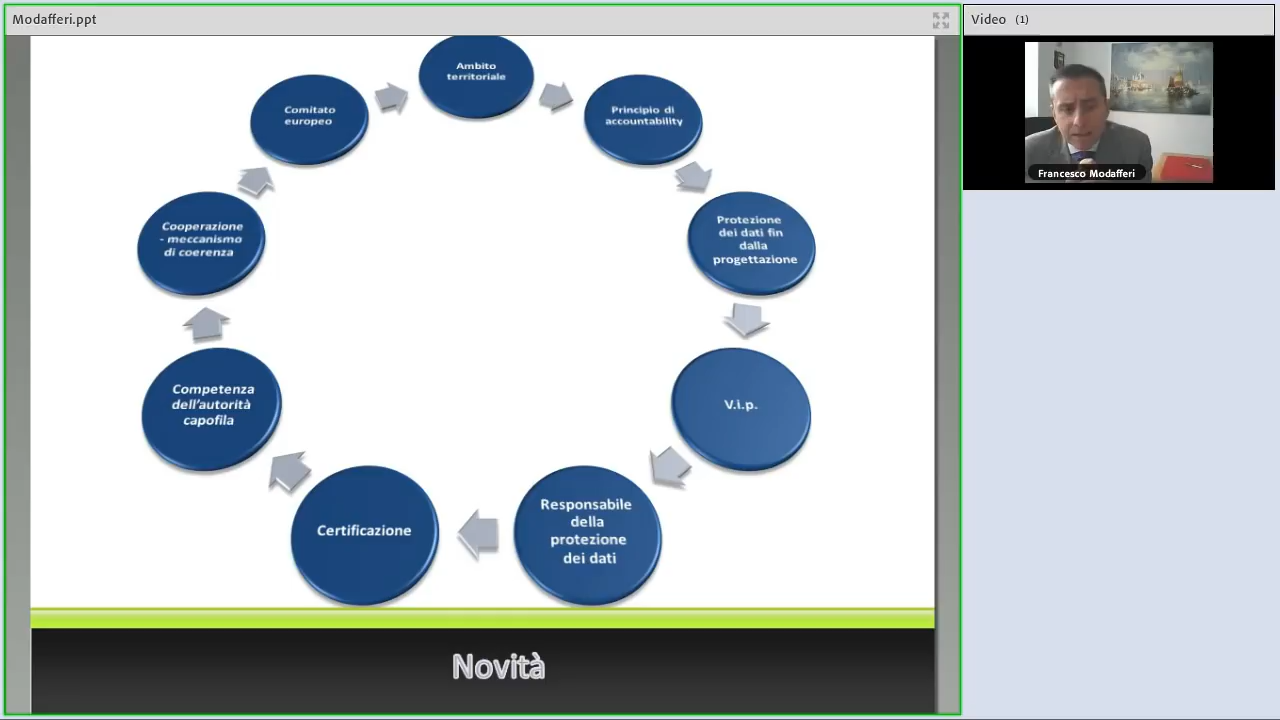 Modafferi.ppt
Video (1)
Francesco Modafferi
Ambito
territoriale
Principio di
accountability
Protezione
dei dati fin
dalla
progettazione
V.i.p.
Responsabile
della
protezione
dei dati
Certificazione
Competenza
dell'autorità
capofila
Cooperazione
- meccanismo
di coerenza
Comitato
europeo
Novità